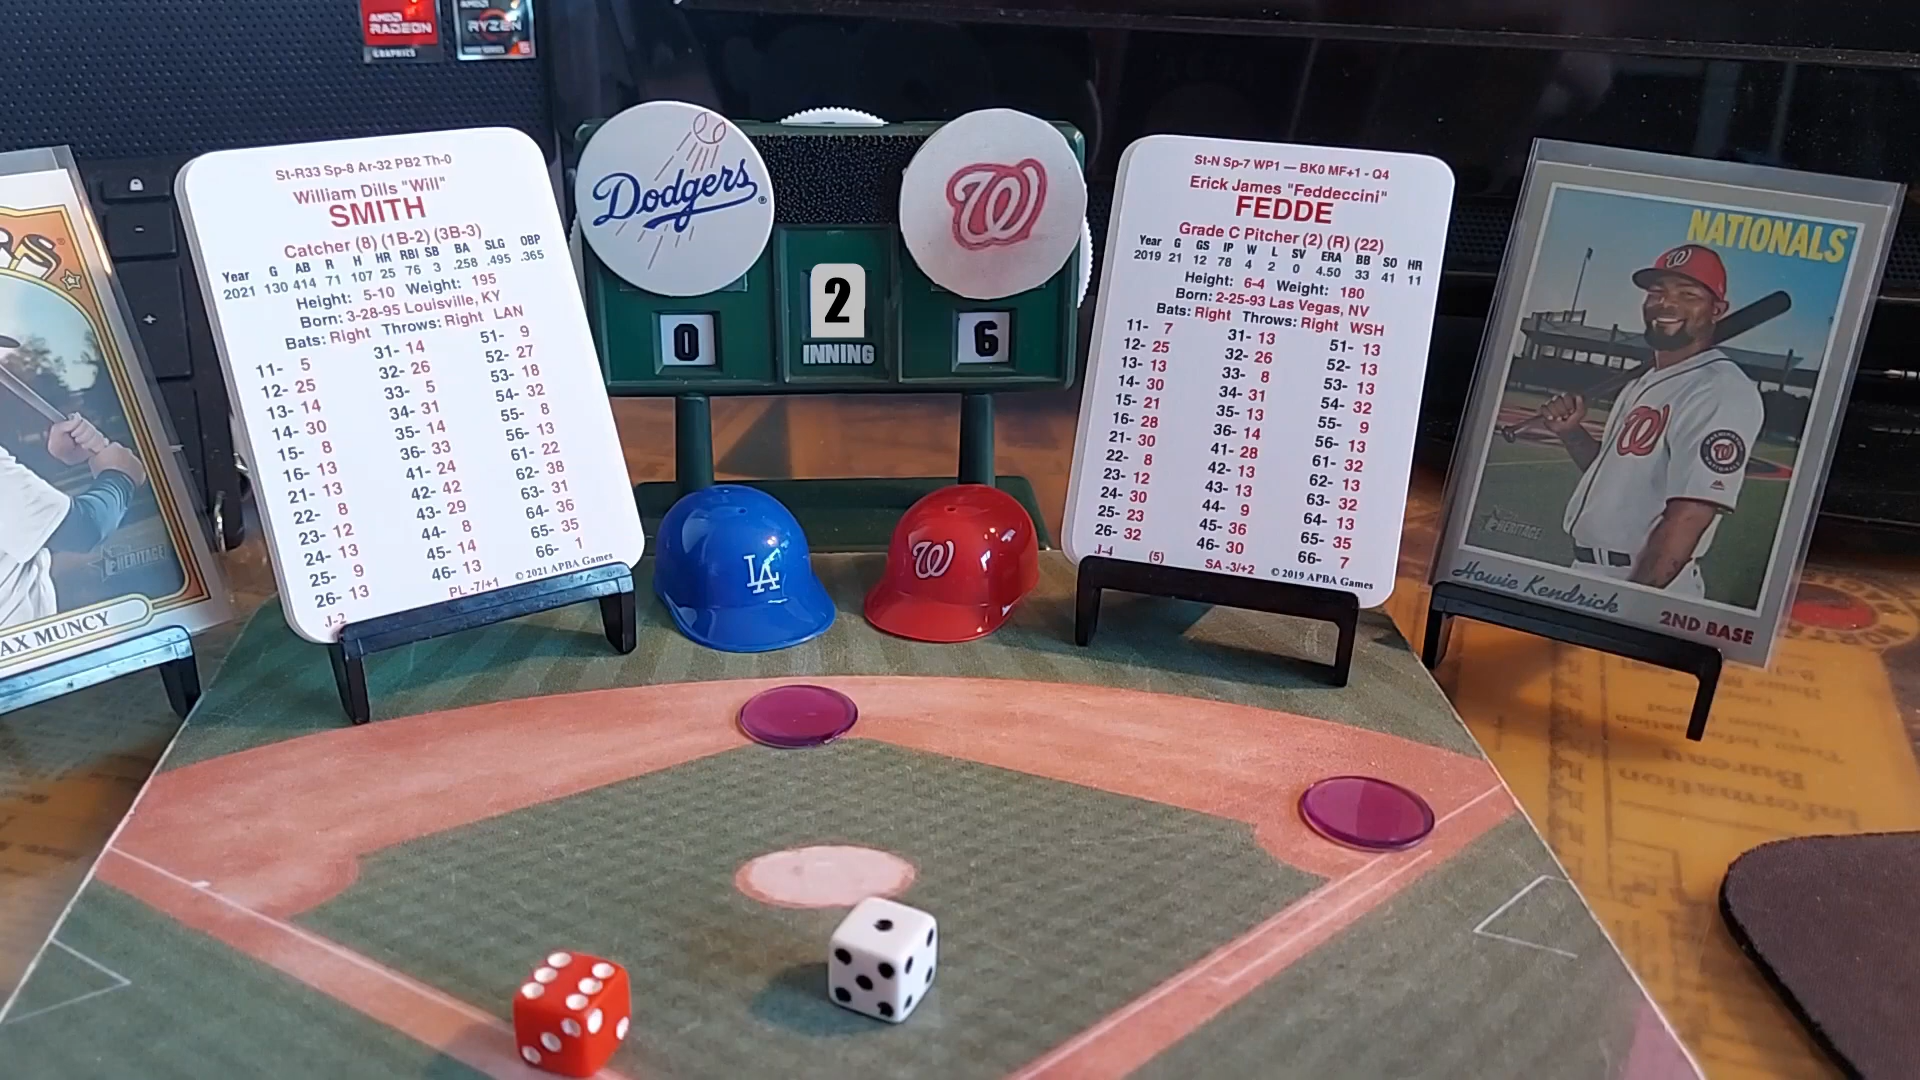 AMD
RADEON
GRAPHICS
AMD
RYZEN
5
St-R33 Sp-8 Ar-32 PB2 Th-0
William Dills "Will"
SMITH
Catcher (8) (1B-2) (3B-3)
Year G AB R H HR RBI SB BA SLG OBP
2021 130 414 71 107 25 76 3 .258 .495 .365
Height: 5-10 Weight: 195
Born: 3-28-95 Louisville, KY
Bats: Right Throws: Right LAN
11- 5 31- 14 51- 9
12- 25 32- 26 52- 27
13- 14 33- 5 53- 18
14- 30 34- 31 54- 32
15- 8 35- 14 55- 8
16- 13 36- 33 56- 13
21- 13 41- 24 61- 22
22- 8 42- 42 62- 38
23- 12 43- 29 63- 31
24- 13 44- 8 64- 36
25- 9 45- 14 65- 35
26- 13 46- 13 66- 1
J-2 PL -7/+1 © 2021 APBA Games
Dodgers®
W
0
2
INNING
6
St-N Sp-7 WP1 — BK0 MF+1 - Q4
Erick James "Feddeccini"
FEDDE
Grade C Pitcher (2) (R) (22)
Year G GS IP W L SV ERA BB SO HR
2019 21 12 78 4 2 0 4.50 33 41 11
Height: 6-4 Weight: 180
Born: 2-25-93 Las Vegas, NV
Bats: Right Throws: Right WSH
11- 7 31- 13 51- 13
12- 25 32- 26 52- 13
13- 13 33- 8 53- 13
14- 30 34- 31 54- 32
15- 21 35- 13 55- 9
16- 28 36- 14 56- 13
21- 30 41- 28 61- 32
22- 8 42- 13 62- 13
23- 12 43- 13 63- 32
24- 30 44- 9 64- 13
25- 23 45- 36 65- 35
26- 32 46- 30 66- 7
J-4 (5) SA -3/+2 © 2019 APBA Games
LA
W
RS
HERITAGE
AX MUNCY
NATIONALS
W
W
HERITAGE
Howie Kendrick
2ND BASE
Information
Bureau